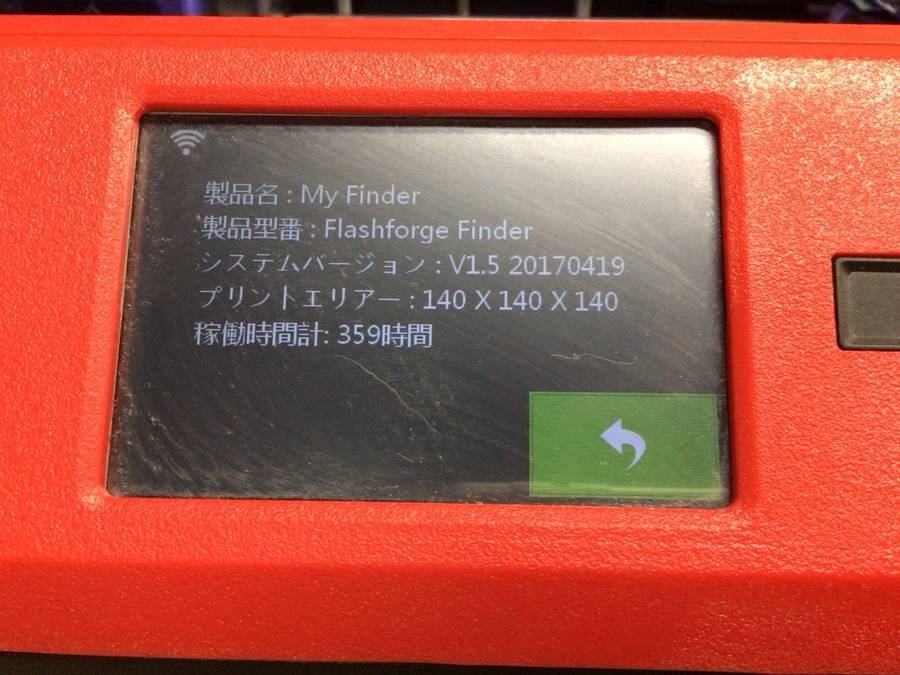 製品名 : My Finder
製品型番 : Flashforge Finder
システムバージョン : V1.5 20170419
プリントエリアー : 140 X 140 X 140
稼働時間計: 359時間